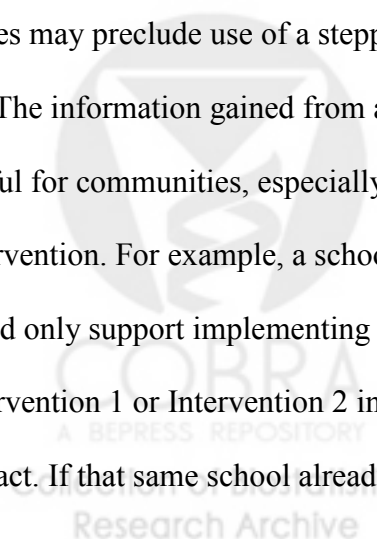 es may preclude use of a stepp
The information gained from a
ful for communities, especially
rvention. For example, a schoo
d only support implementing
COBRA
rvention 1 or Intervention 2 in
A BEPRESS REPOSITORY
act. If that same school alread
Collection of Biostatistics
Research Archive